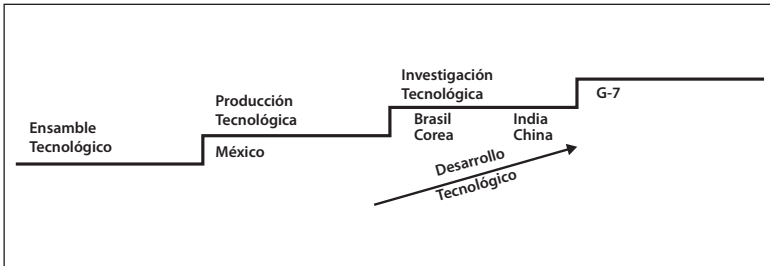 Ensamble
Tecnológico
Producción
Tecnológica
México
Investigación
Tecnológica
Brasil
Corea
India
China
G-7
Desarrollo
Tecnológico